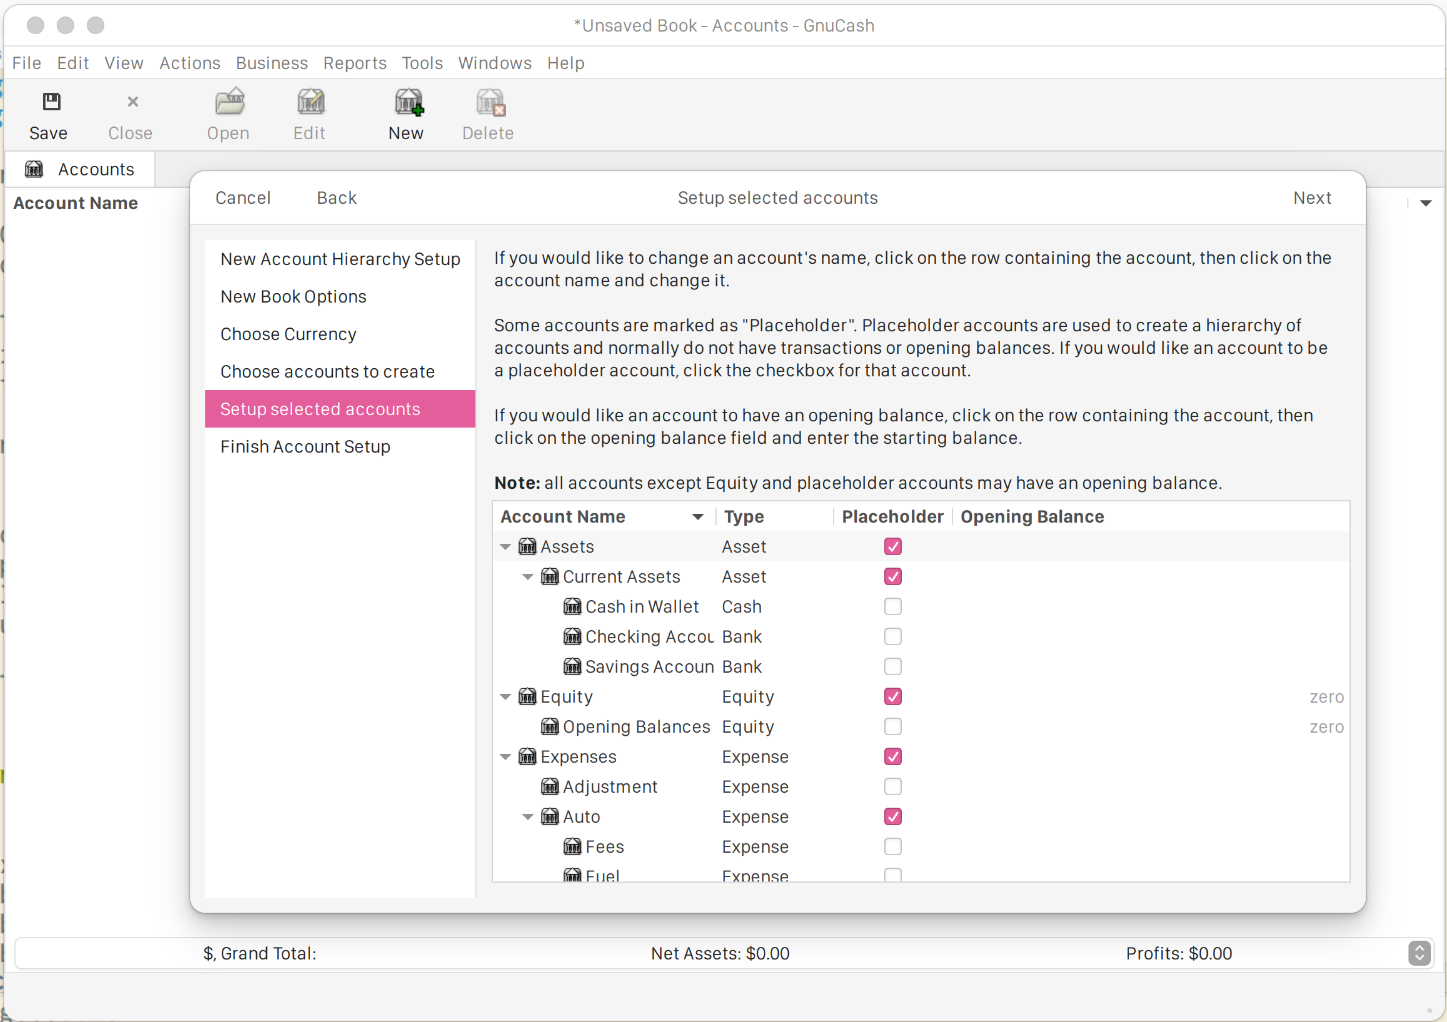 *Unsaved Book - Accounts - GnuCash
File Edit View Actions Business Reports Tools Windows Help
Save Close Open Edit New Delete
Accounts
Account Name
Cancel Back Setup selected accounts Next
New Account Hierarchy Setup
New Book Options
Choose Currency
Choose accounts to create
Setup selected accounts
Finish Account Setup
If you would like to change an account's name, click on the row containing the account, then click on the
account name and change it.
Some accounts are marked as "Placeholder". Placeholder accounts are used to create a hierarchy of
accounts and normally do not have transactions or opening balances. If you would like an account to be
a placeholder account, click the checkbox for that account.
If you would like an account to have an opening balance, click on the row containing the account, then
click on the opening balance field and enter the starting balance.
Note: all accounts except Equity and placeholder accounts may have an opening balance.
Account Name Type Placeholder Opening Balance
Assets Asset
Current Assets Asset
Cash in Wallet Cash
Checking Accou Bank
Savings Accoun Bank
Equity Equity zero
Opening Balances Equity zero
Expenses Expense
Adjustment Expense
Auto Expense
Fees Expense
Fuel Expense
$, Grand Total: Net Assets: $0.00 Profits: $0.00